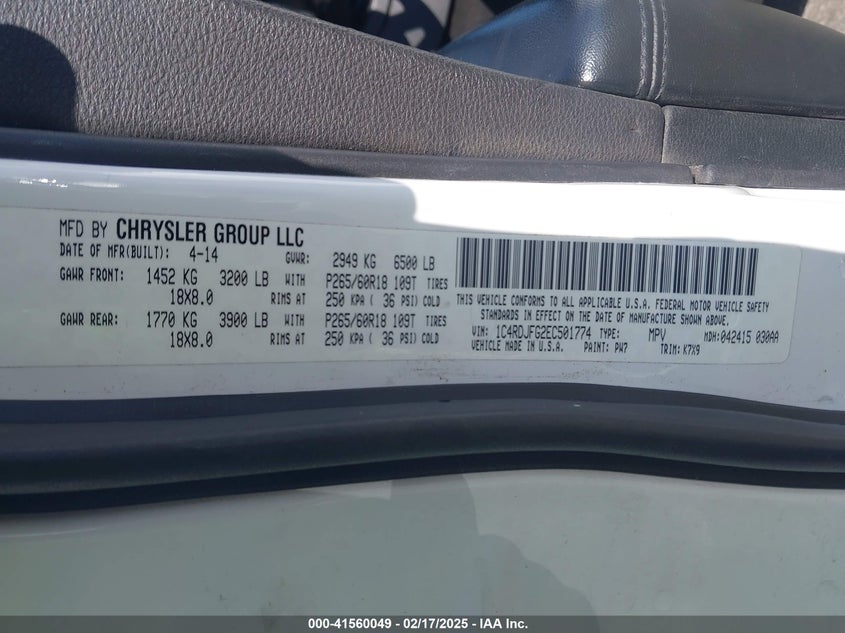 MFD BY CHRYSLER GROUP LLC
DATE OF MFR(BUILT): 4-14 GVWR: 2949 KG 6500 LB
GAWR FRONT: 1452 KG 3200 LB WITH P265/60R18 109T TIRES
18X8.0 RIMS AT 250 KPA ( 36 PSI) COLD
GAWR REAR: 1770 KG 3900 LB WITH P265/60R18 109T TIRES
18X8.0 RIMS AT 250 KPA ( 36 PSI) COLD
THIS VEHICLE CONFORMS TO ALL APPLICABLE U.S.A. FEDERAL MOTOR VEHICLE SAFETY
STANDARDS IN EFFECT ON THE DATE OF MANUFACTURE SHOWN ABOVE.
VIN: 1C4RDJFG2EC501774 TYPE: MPV MDH:042415 030AA
VEHICLE MADE IN U.S.A. PAINT: PW7 TRIM: K7X9
000-41560049 - 02/17/2025 - IAA Inc.